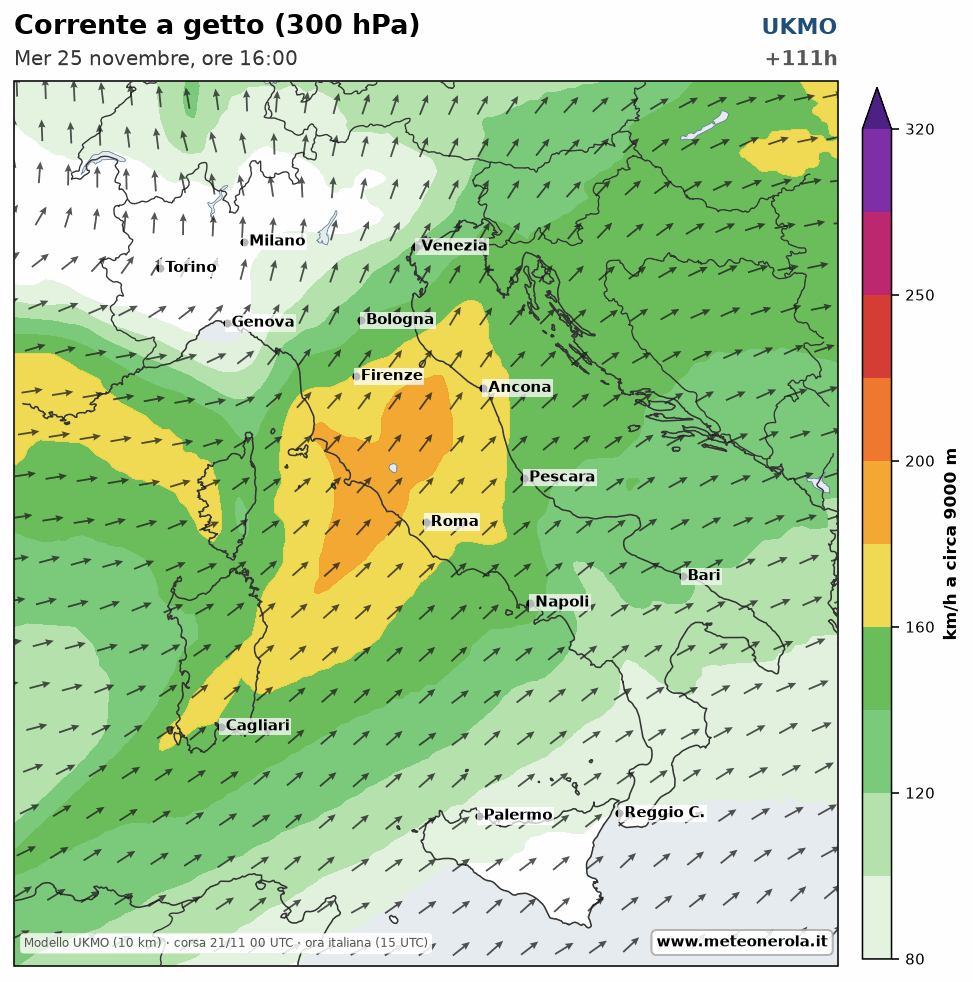 Corrente a getto (300 hPa)
UKMO
Mer 25 novembre, ore 16:00
+111h
Milano
Venezia
Torino
Genova
Bologna
Firenze
Ancona
Pescara
Roma
Bari
Napoli
Cagliari
Palermo
Reggio C.
320
250
200
160
120
80
km/h a circa 9000 m
Modello UKMO (10 km) · corsa 21/11 00 UTC · ora italiana (15 UTC)
www.meteonerola.it